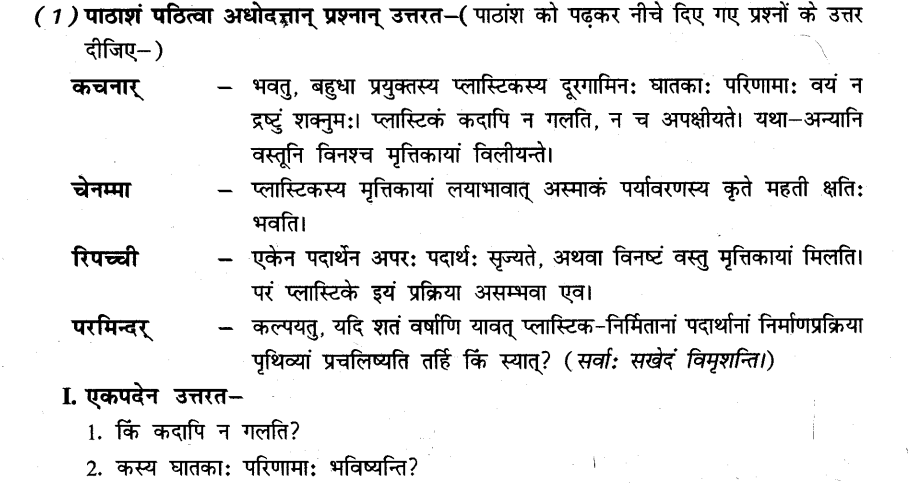 (1) पाठाशं पठित्वा अधोदत्तान् प्रश्नान् उत्तरत–(पाठांश को पढ़कर नीचे दिए गए प्रश्नों के उत्तर
दीजिए–)
कचनार् – भवतु, बहुधा प्रयुक्तस्य प्लास्टिकस्य दूरगामिनः घातकाः परिणामाः वयं न
द्रष्टुं शक्नुमः। प्लास्टिकं कदापि न गलति, न च अपक्षीयते। यथा–अन्यानि
वस्तूनि विनश्च मृत्तिकायां विलीयन्ते।
चेनम्मा – प्लास्टिकस्य मृत्तिकायां लयाभावात् अस्माकं पर्यावरणस्य कृते महती क्षतिः
भवति।
रिपच्ची – एकेन पदार्थेन अपरः पदार्थः सृज्यते, अथवा विनष्टं वस्तु मृत्तिकायां मिलति।
परं प्लास्टिके इयं प्रक्रिया असम्भवा एव।
परमिन्दर् – कल्पयतु, यदि शतं वर्षाणि यावत् प्लास्टिक-निर्मितानां पदार्थानां निर्माणप्रक्रिया
पृथिव्यां प्रचलिष्यति तर्हि किं स्यात्? (सर्वाः सखेदं विमृशन्ति।)
I. एकपदेन उत्तरत–
1. किं कदापि न गलति?
2. कस्य घातकाः परिणामाः भविष्यन्ति?